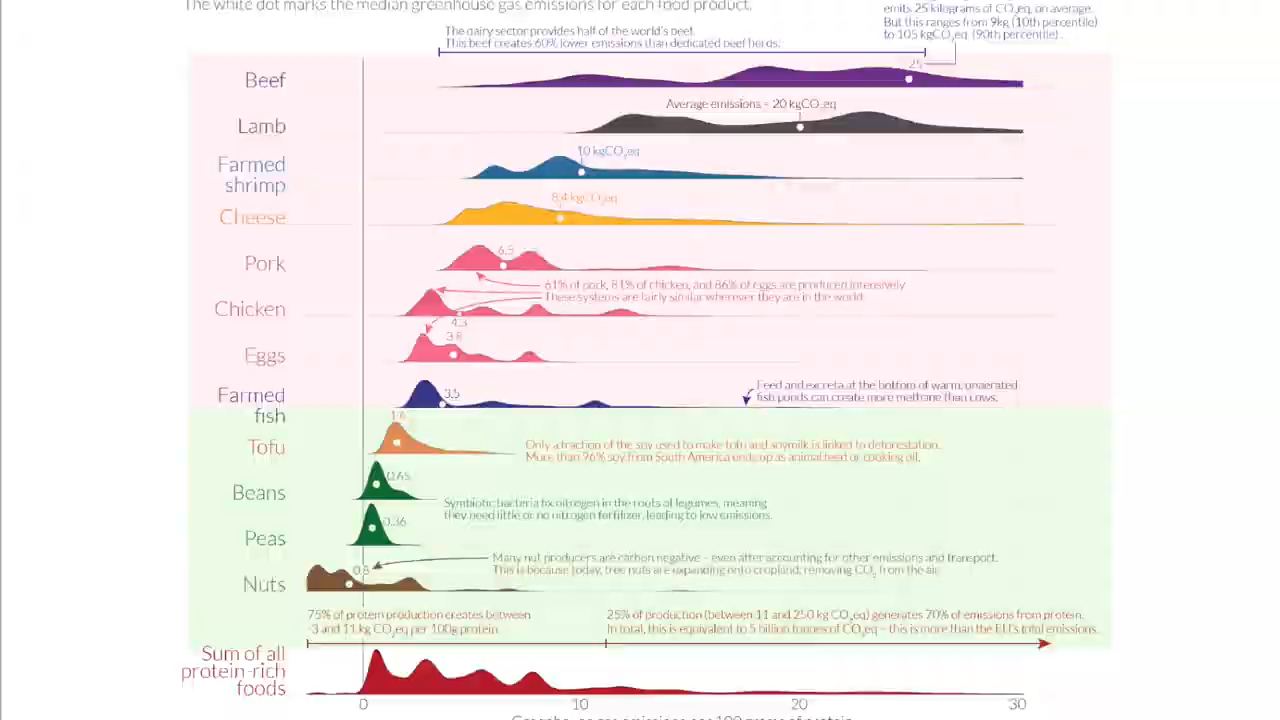 The white dot marks the median greenhouse gas emissions for each food product.
emits 25 kilograms of CO₂eq, on average.
But this ranges from 9kg (10th percentile)
to 105 kgCO₂eq (90th percentile).
The dairy sector provides half of the world's beef.
This beef creates 60% lower emissions than dedicated beef herds.
25
Beef
Average emissions - 20 kgCO₂eq
Lamb
10 kgCO₂eq
Farmed
shrimp
8.4 kgCO₂eq
Cheese
6.5
Pork
61% of pork, 81% of chicken, and 86% of eggs are produced intensively
These systems are fairly similar wherever they are in the world
Chicken
4.3
3.8
Eggs
Feed and excreta at the bottom of warm, unaerated
fish ponds can create more methane than cows.
Farmed
fish
3.5
1.6
Tofu
Only a fraction of the soy used to make tofu and soymilk is linked to deforestation.
More than 96% soy from South America ends up as animal feed or cooking oil.
0.65
Beans
Symbiotic bacteria fix nitrogen in the roots of legumes, meaning
they need little or no nitrogen fertilizer, leading to low emissions.
0.36
Peas
Many nut producers are carbon negative - even after accounting for other emissions and transport.
This is because today, tree nuts are expanding onto cropland, removing CO₂ from the air
0.8
Nuts
75% of protein production creates between
-3 and 11 kg CO₂eq per 100g protein
25% of production (between 11 and 250 kg CO₂eq) generates 70% of emissions from protein.
In total, this is equivalent to 5 billion tonnes of CO₂eq - this is more than the EU's total emissions.
Sum of all
protein-rich
foods
0 10 20 30
Greenhouse gas emissions per 100 grams of protein